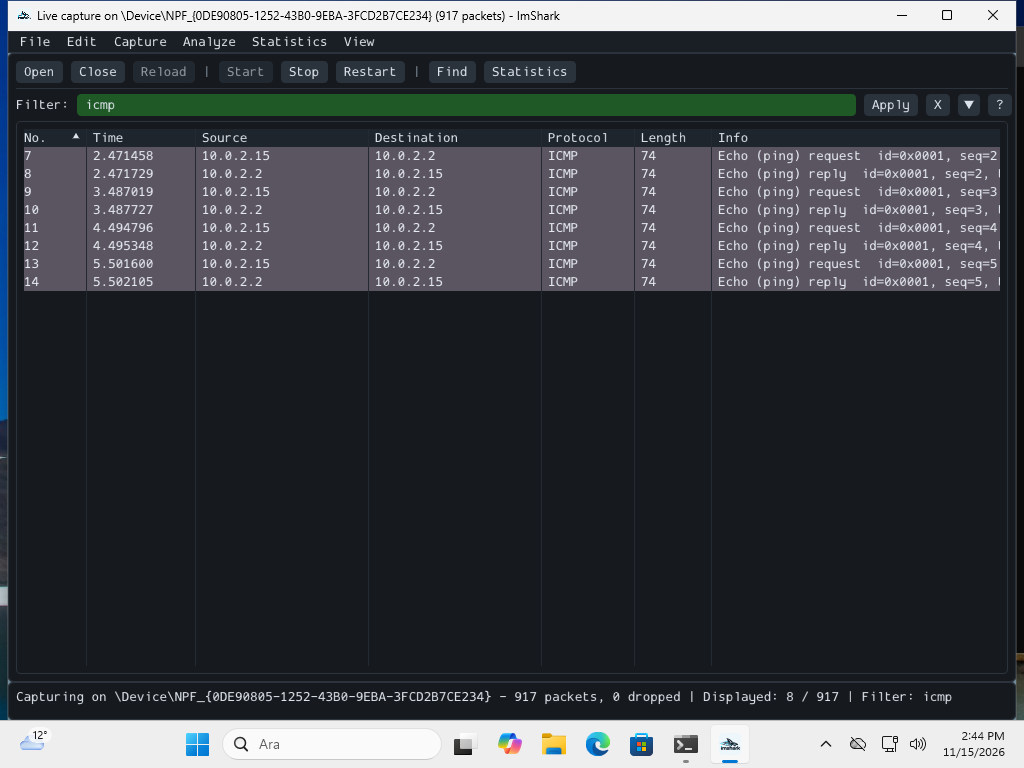 Live capture on \Device\NPF_{0DE90805-1252-43B0-9EBA-3FCD2B7CE234} (917 packets) - ImShark
File Edit Capture Analyze Statistics View
Open Close Reload | Start Stop Restart | Find Statistics
Filter: icmp Apply X ▼ ?
No. Time Source Destination Protocol Length Info
7 2.471458 10.0.2.15 10.0.2.2 ICMP 74 Echo (ping) request id=0x0001, seq=2
8 2.471729 10.0.2.2 10.0.2.15 ICMP 74 Echo (ping) reply id=0x0001, seq=2,
9 3.487019 10.0.2.15 10.0.2.2 ICMP 74 Echo (ping) request id=0x0001, seq=3
10 3.487727 10.0.2.2 10.0.2.15 ICMP 74 Echo (ping) reply id=0x0001, seq=3,
11 4.494796 10.0.2.15 10.0.2.2 ICMP 74 Echo (ping) request id=0x0001, seq=4
12 4.495348 10.0.2.2 10.0.2.15 ICMP 74 Echo (ping) reply id=0x0001, seq=4,
13 5.501600 10.0.2.15 10.0.2.2 ICMP 74 Echo (ping) request id=0x0001, seq=5
14 5.502105 10.0.2.2 10.0.2.15 ICMP 74 Echo (ping) reply id=0x0001, seq=5,
Capturing on \Device\NPF_{0DE90805-1252-43B0-9EBA-3FCD2B7CE234} - 917 packets, 0 dropped | Displayed: 8 / 917 | Filter: icmp
12°
Ara
imshark
2:44 PM
11/15/2026